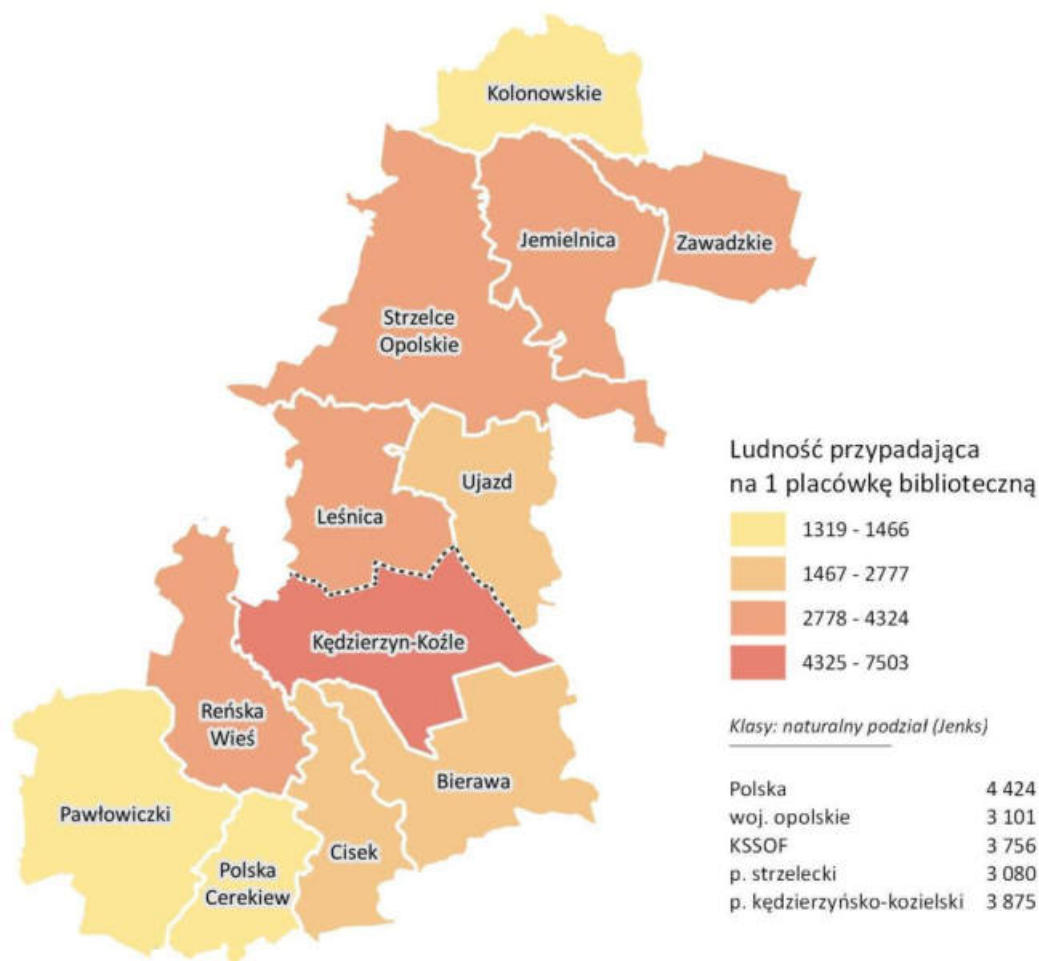 Kolonowskie
Jemielnica
Zawadzkie
Strzelce
Opolskie
Ujazd
Leśnica
Kędzierzyn-Koźle
Reńska
Wieś
Bierawa
Pawłowiczki
Cisek
Polska
Cerekiew
Ludność przypadająca
na 1 placówkę biblioteczną
1319 - 1466
1467 - 2777
2778 - 4324
4325 - 7503
Klasy: naturalny podział (Jenks)
Polska 4 424
woj. opolskie 3 101
KSSOF 3 756
p. strzelecki 3 080
p. kędzierzyńsko-kozielski 3 875